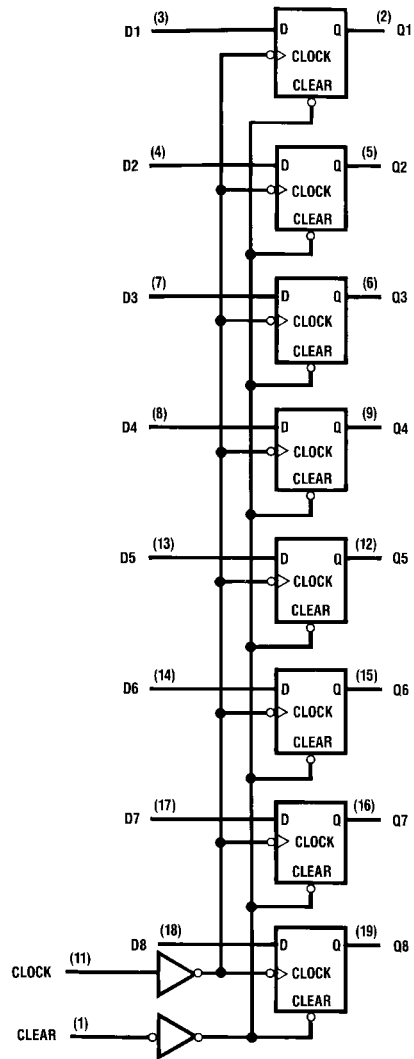 D1 (3) D Q (2) Q1
CLOCK
CLEAR
D2 (4) D Q (5) Q2
CLOCK
CLEAR
D3 (7) D Q (6) Q3
CLOCK
CLEAR
D4 (8) D Q (9) Q4
CLOCK
CLEAR
D5 (13) D Q (12) Q5
CLOCK
CLEAR
D6 (14) D Q (15) Q6
CLOCK
CLEAR
D7 (17) D Q (16) Q7
CLOCK
CLEAR
D8 (18) D Q (19) Q8
CLOCK (11) CLOCK
CLEAR
CLEAR (1)